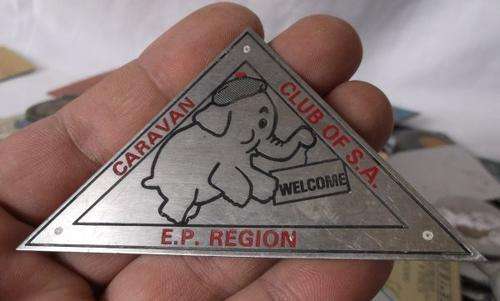 CARAVAN CLUB OF S.A.
WELCOME
E.P. REGION